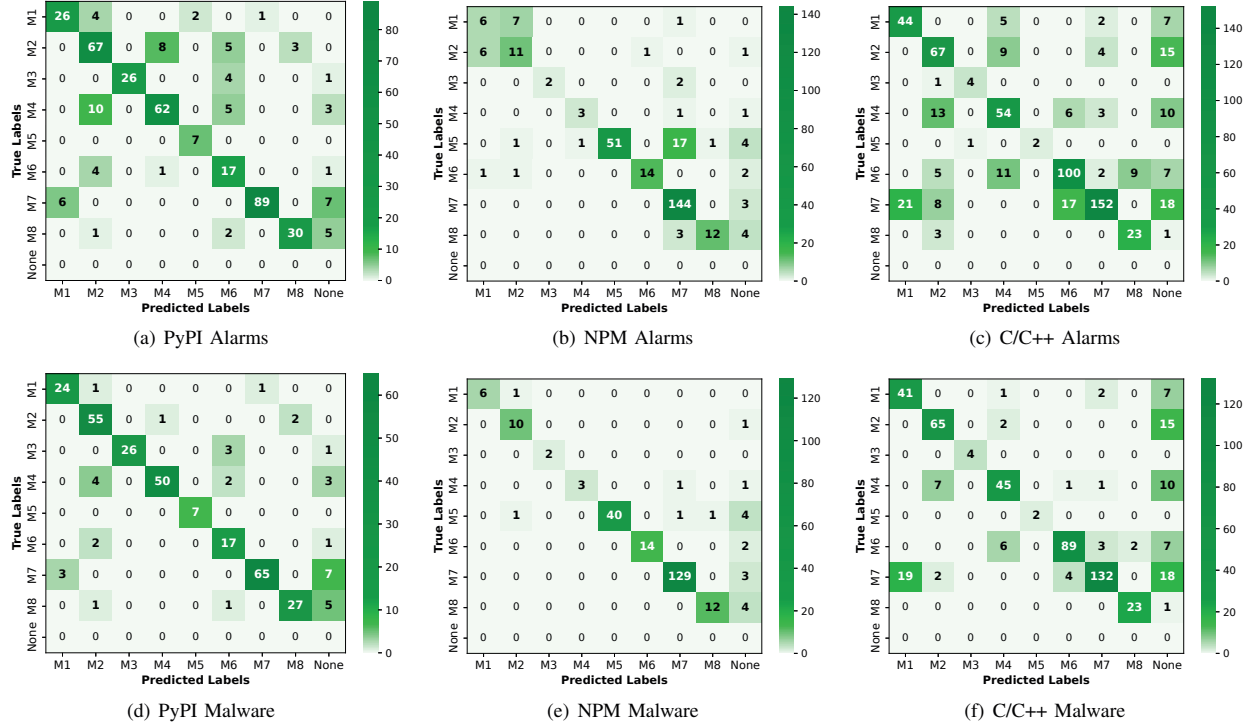 True Labels
M1 26 4 0 0 2 0 1 0 0
M2 0 67 0 8 0 5 0 3 0
M3 0 0 26 0 0 4 0 0 1
M4 0 10 0 62 0 5 0 0 3
M5 0 0 0 0 7 0 0 0 0
M6 0 4 0 1 0 17 0 0 1
M7 6 0 0 0 0 0 89 0 7
M8 0 1 0 0 0 2 0 30 5
None 0 0 0 0 0 0 0 0 0
M1 M2 M3 M4 M5 M6 M7 M8 None
Predicted Labels
80
70
60
50
40
30
20
10
0
(a) PyPI Alarms
True Labels
M1 6 7 0 0 0 0 1 0 0
M2 6 11 0 0 0 1 0 0 1
M3 0 0 2 0 0 0 2 0 0
M4 0 0 0 3 0 0 1 0 1
M5 0 1 0 1 51 0 17 1 4
M6 1 1 0 0 0 14 0 0 2
M7 0 0 0 0 0 0 144 0 3
M8 0 0 0 0 0 0 3 12 4
None 0 0 0 0 0 0 0 0 0
M1 M2 M3 M4 M5 M6 M7 M8 None
Predicted Labels
140
120
100
80
60
40
20
0
(b) NPM Alarms
True Labels
M1 44 0 0 5 0 0 2 0 7
M2 0 67 0 9 0 0 4 0 15
M3 0 1 4 0 0 0 0 0 0
M4 0 13 0 54 0 6 3 0 10
M5 0 0 1 0 2 0 0 0 0
M6 0 5 0 11 0 100 2 9 7
M7 21 8 0 0 0 17 152 0 18
M8 0 3 0 0 0 0 0 23 1
None 0 0 0 0 0 0 0 0 0
M1 M2 M3 M4 M5 M6 M7 M8 None
Predicted Labels
140
120
100
80
60
40
20
0
(c) C/C++ Alarms
True Labels
M1 24 1 0 0 0 0 1 0 0
M2 0 55 0 1 0 0 0 2 0
M3 0 0 26 0 0 3 0 0 1
M4 0 4 0 50 0 2 0 0 3
M5 0 0 0 0 7 0 0 0 0
M6 0 2 0 0 0 17 0 0 1
M7 3 0 0 0 0 0 65 0 7
M8 0 1 0 0 0 1 0 27 5
None 0 0 0 0 0 0 0 0 0
M1 M2 M3 M4 M5 M6 M7 M8 None
Predicted Labels
60
50
40
30
20
10
0
(d) PyPI Malware
True Labels
M1 6 1 0 0 0 0 0 0 0
M2 0 10 0 0 0 0 0 0 1
M3 0 0 2 0 0 0 0 0 0
M4 0 0 0 3 0 0 1 0 1
M5 0 1 0 0 40 0 1 1 4
M6 0 0 0 0 0 14 0 0 2
M7 0 0 0 0 0 0 129 0 3
M8 0 0 0 0 0 0 0 12 4
None 0 0 0 0 0 0 0 0 0
M1 M2 M3 M4 M5 M6 M7 M8 None
Predicted Labels
120
100
80
60
40
20
0
(e) NPM Malware
True Labels
M1 41 0 0 1 0 0 2 0 7
M2 0 65 0 2 0 0 0 0 15
M3 0 0 4 0 0 0 0 0 0
M4 0 7 0 45 0 1 1 0 10
M5 0 0 0 0 2 0 0 0 0
M6 0 0 0 6 0 89 3 2 7
M7 19 2 0 0 0 4 132 0 18
M8 0 0 0 0 0 0 0 23 1
None 0 0 0 0 0 0 0 0 0
M1 M2 M3 M4 M5 M6 M7 M8 None
Predicted Labels
120
100
80
60
40
20
0
(f) C/C++ Malware